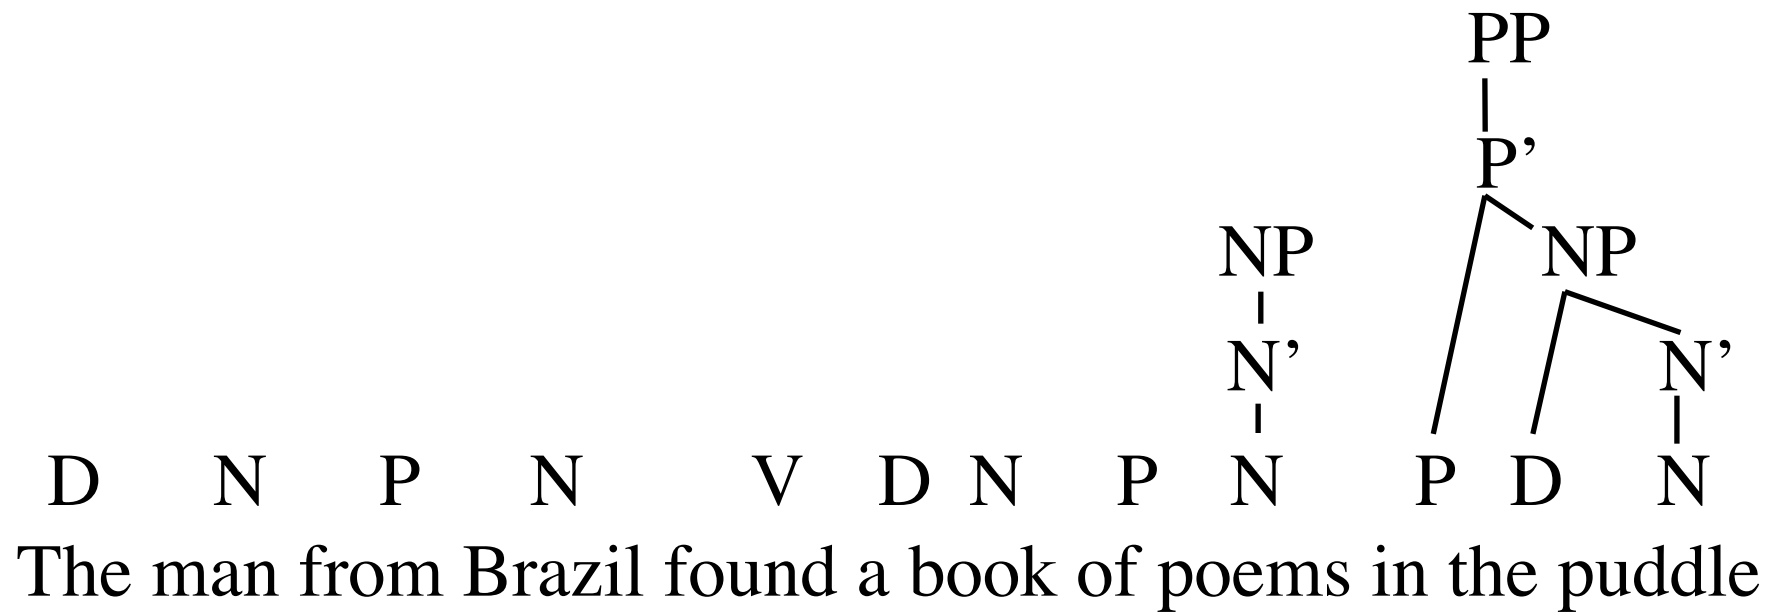 PP
P’
NP NP
N’ N’
D N P N V D N P N P D N
The man from Brazil found a book of poems in the puddle